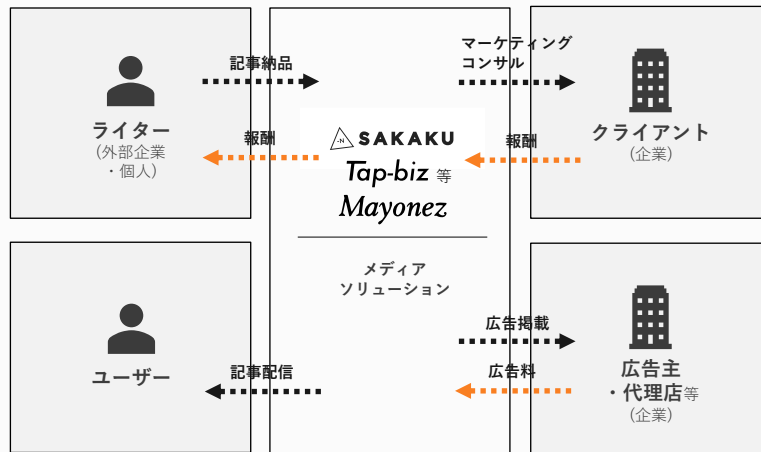 記事納品
報酬
ライター
(外部企業
・個人)
SAKAKU
Tap-biz 等
Mayonez
メディア
ソリューション
マーケティング
コンサル
報酬
クライアント
(企業)
ユーザー
記事配信
広告掲載
広告料
広告主
・代理店等
(企業)